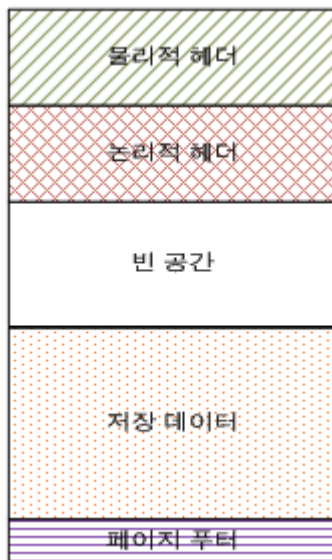 물리적 헤더
논리적 헤더
빈 공간
저장 데이터
페이지 푸터